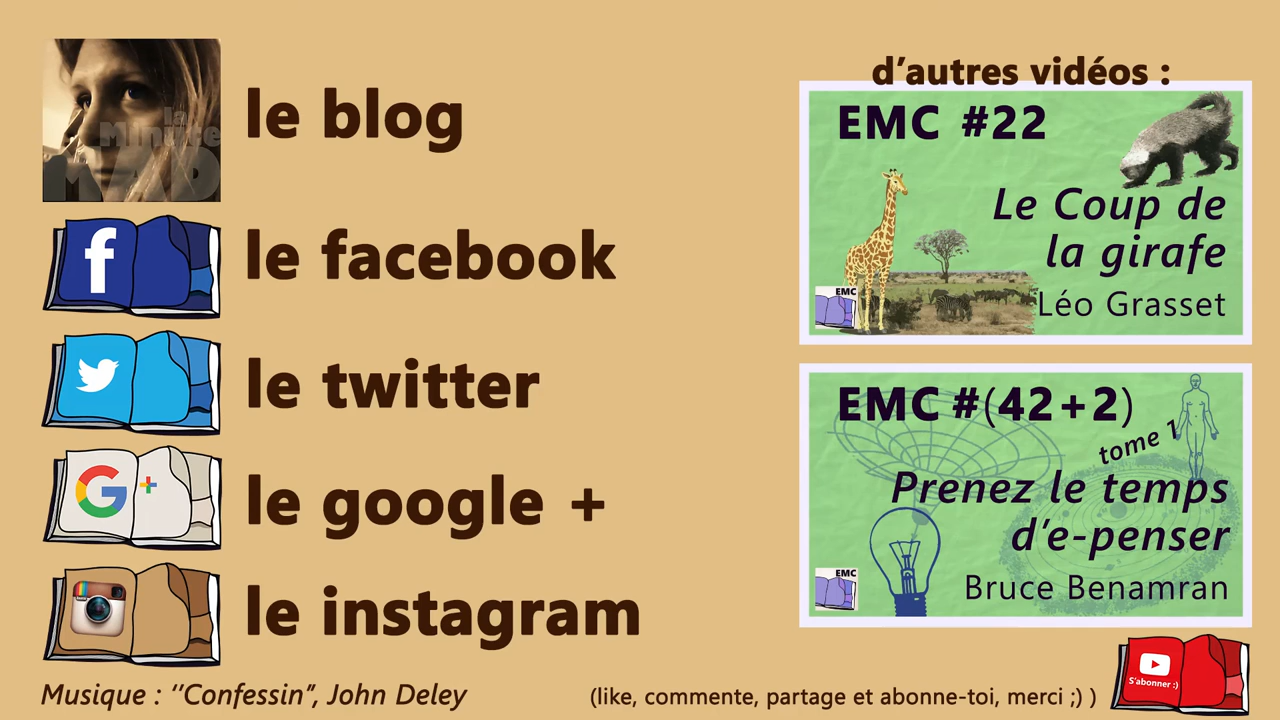 la
Minute
MAD
le blog
f
le facebook
le twitter
G +
le google +
le instagram
Musique : ‘’Confessin’’, John Deley
d’autres vidéos :
EMC #22
Le Coup de
la girafe
Léo Grasset
EMC
EMC #(42+2)
tome 1
Prenez le temps
d’e-penser
Bruce Benamran
EMC
S'abonner :)
(like, commente, partage et abonne-toi, merci ;) )